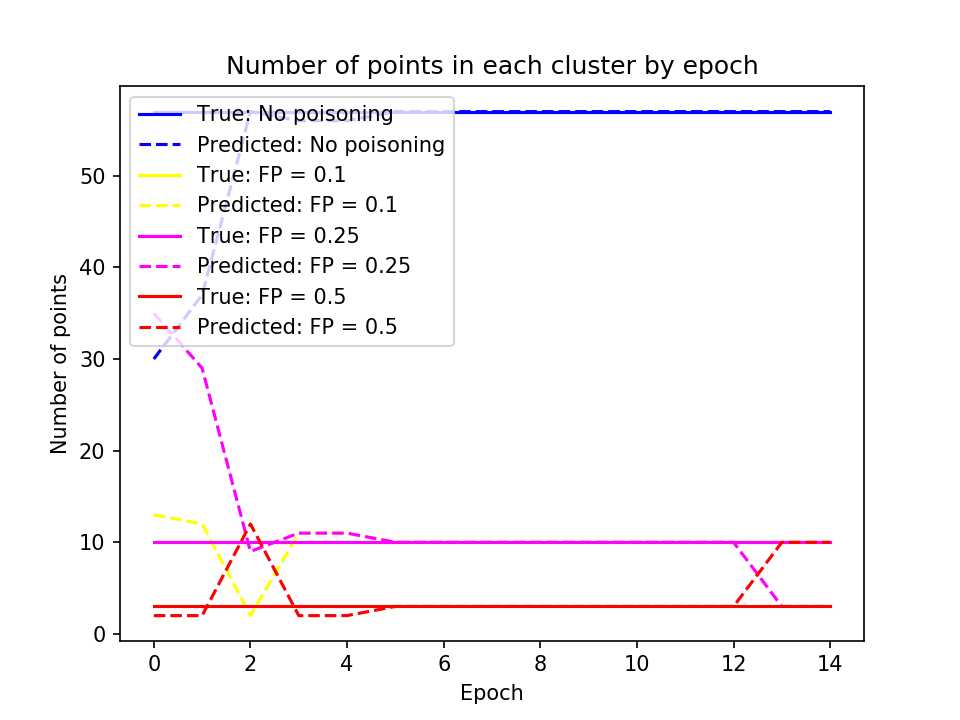 Number of points in each cluster by epoch
Number of points
50
40
30
20
10
0
True: No poisoning
Predicted: No poisoning
True: FP = 0.1
Predicted: FP = 0.1
True: FP = 0.25
Predicted: FP = 0.25
True: FP = 0.5
Predicted: FP = 0.5
0 2 4 6 8 10 12 14
Epoch